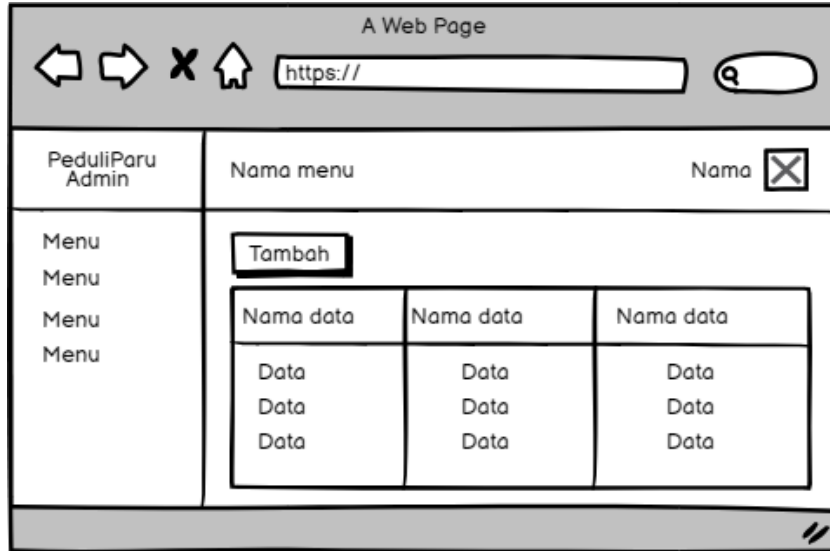 A Web Page
https://
PeduliParu
Admin
Nama menu
Nama
Menu
Menu
Menu
Menu
Tambah
Nama data Nama data Nama data
Data Data Data
Data Data Data
Data Data Data